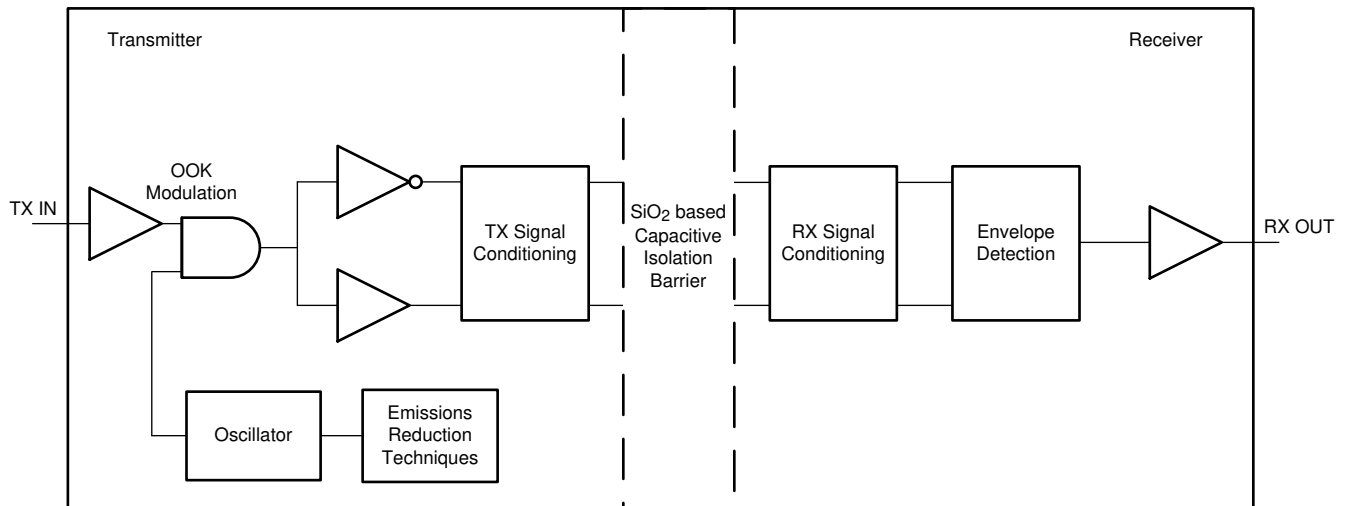 Transmitter
Receiver
OOK
Modulation
TX IN
TX Signal
Conditioning
SiO2 based
Capacitive
Isolation
Barrier
RX Signal
Conditioning
Envelope
Detection
RX OUT
Oscillator
Emissions
Reduction
Techniques